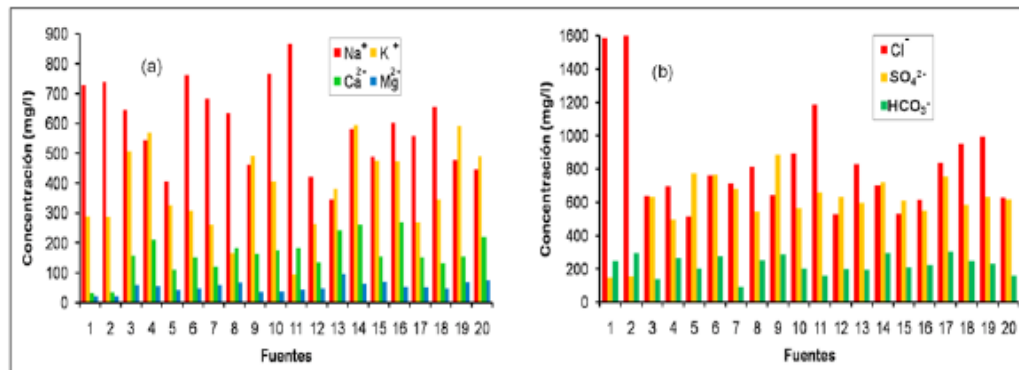 Concentración (mg/l)
900
800
700
600
500
400
300
200
100
0
(a)
Na+ K+
Ca2+ Mg2+
1 2 3 4 5 6 7 8 9 10 11 12 13 14 15 16 17 18 19 20
Fuentes
Concentración (mg/l)
1600
1400
1200
1000
800
600
400
200
0
(b)
Cl-
SO42-
HCO3-
1 2 3 4 5 6 7 8 9 10 11 12 13 14 15 16 17 18 19 20
Fuentes